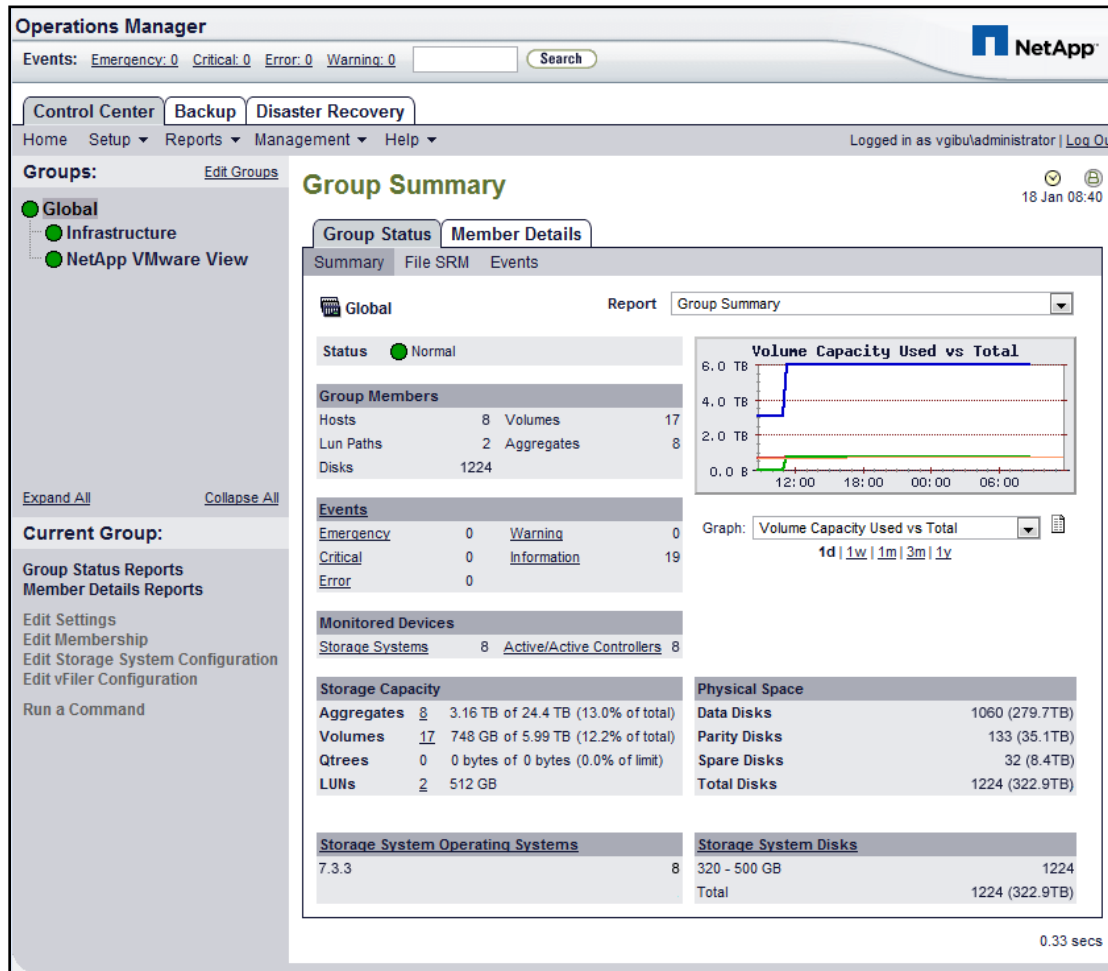 Operations Manager
NetApp
Events: Emergency: 0 Critical: 0 Error: 0 Warning: 0 Search
Control Center Backup Disaster Recovery
Home Setup Reports Management Help Logged in as vgibu\administrator | Log Ou
Groups: Edit Groups
Global
Infrastructure
NetApp VMware View
Expand All Collapse All
Current Group:
Group Status Reports
Member Details Reports
Edit Settings
Edit Membership
Edit Storage System Configuration
Edit vFiler Configuration
Run a Command
Group Summary
18 Jan 08:40
Group Status Member Details
Summary File SRM Events
Global Report Group Summary
Status Normal
Group Members
Hosts 8 Volumes 17
Lun Paths 2 Aggregates 8
Disks 1224
Events
Emergency 0 Warning 0
Critical 0 Information 19
Error 0
Monitored Devices
Storage Systems 8 Active/Active Controllers 8
Volume Capacity Used vs Total
6.0 TB
4.0 TB
2.0 TB
0.0 B
12:00 18:00 00:00 06:00
Graph: Volume Capacity Used vs Total
1d | 1w | 1m | 3m | 1y
Storage Capacity
Aggregates 8 3.16 TB of 24.4 TB (13.0% of total)
Volumes 17 748 GB of 5.99 TB (12.2% of total)
Qtrees 0 0 bytes of 0 bytes (0.0% of limit)
LUNs 2 512 GB
Physical Space
Data Disks 1060 (279.7TB)
Parity Disks 133 (35.1TB)
Spare Disks 32 (8.4TB)
Total Disks 1224 (322.9TB)
Storage System Operating Systems
7.3.3 8
Storage System Disks
320 - 500 GB 1224
Total 1224 (322.9TB)
0.33 secs